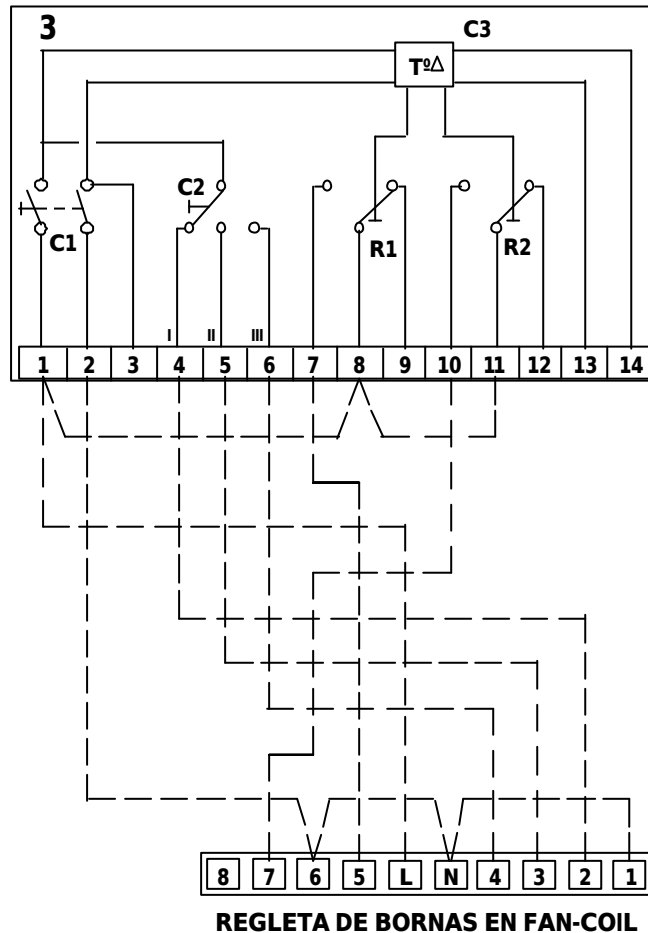 3 C3
TºΔ
C2
C1 R1 R2
I II III
1 2 3 4 5 6 7 8 9 10 11 12 13 14
8 7 6 5 L N 4 3 2 1
REGLETA DE BORNAS EN FAN-COIL